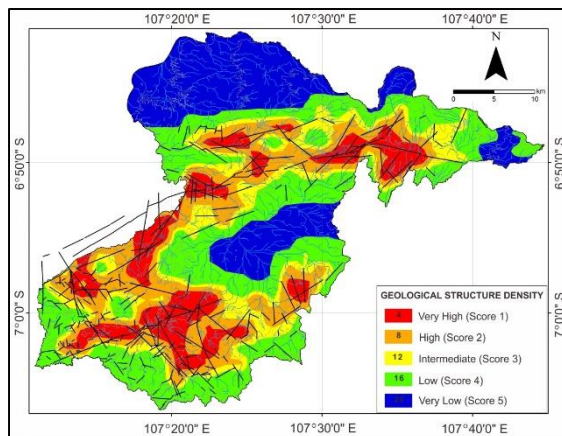 107°20'0" E 107°30'0" E 107°40'0" E
N
0 5 10
km
6°50'0" S 6°50'0" S
7°0'0" S 7°0'0" S
GEOLOGICAL STRUCTURE DENSITY
4 Very High (Score 1)
8 High (Score 2)
12 Intermediate (Score 3)
16 Low (Score 4)
Very Low (Score 5)
107°20'0" E 107°30'0" E 107°40'0" E